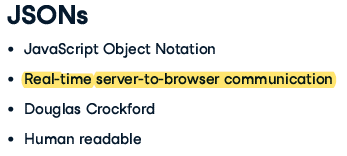 JSONs
• JavaScript Object Notation
• Real-time server-to-browser communication
• Douglas Crockford
• Human readable